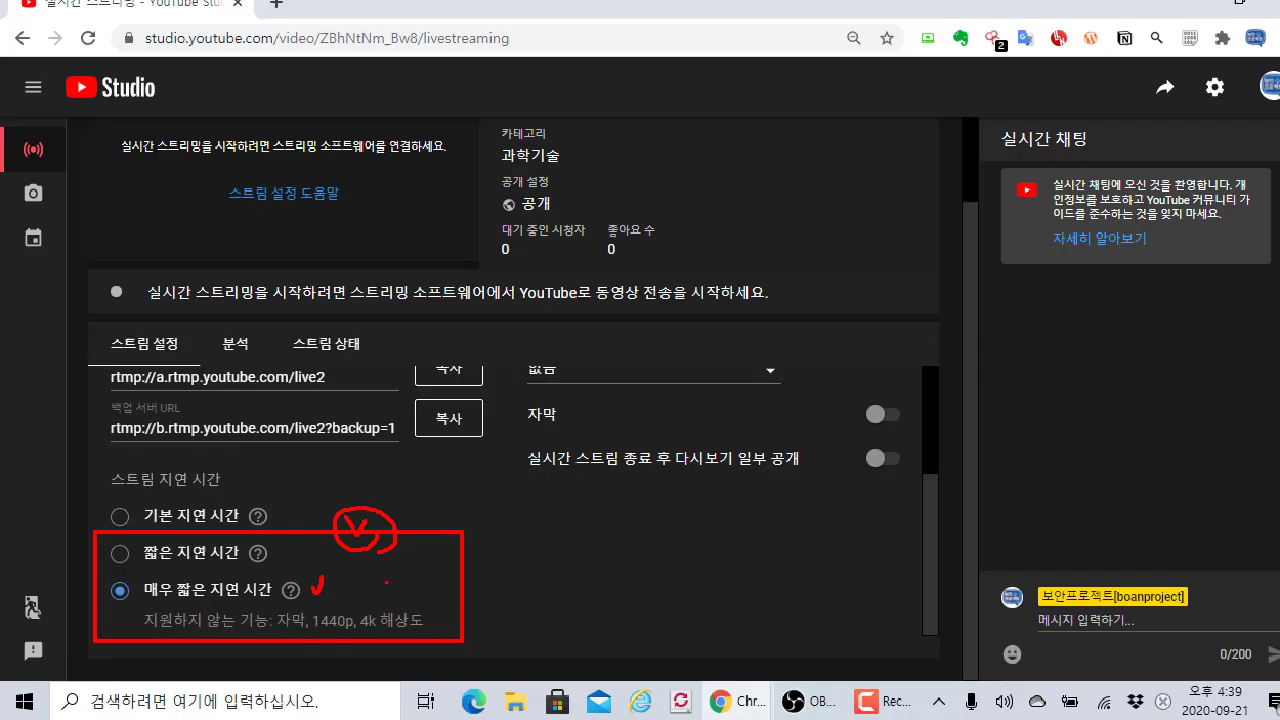 실시간 스트리밍 - YouTube Stu
studio.youtube.com/video/ZBhNtNm_Bw8/livestreaming
2
Studio
실시간 스트리밍을 시작하려면 스트리밍 소프트웨어를 연결하세요.
스트림 설정 도움말
카테고리
과학기술
공개 설정
공개
대기 중인 시청자
좋아요 수
0
0
실시간 채팅
실시간 채팅에 오신 것을 환영합니다. 개
인정보를 보호하고 YouTube 커뮤니티 가
이드를 준수하는 것을 잊지 마세요.
자세히 알아보기
실시간 스트리밍을 시작하려면 스트리밍 소프트웨어에서 YouTube로 동영상 전송을 시작하세요.
스트림 설정
분석
스트림 상태
rtmp://a.rtmp.youtube.com/live2
복사
백업 서버 URL
rtmp://b.rtmp.youtube.com/live2?backup=1
복사
스트림 지연 시간
기본 지연 시간
짧은 지연 시간
매우 짧은 지연 시간
지원하지 않는 기능: 자막, 1440p, 4k 해상도
없음
자막
실시간 스트림 종료 후 다시보기 일부 공개
보안프로젝트[boanproject]
메시지 입력하기...
0/200
검색하려면 여기에 입력하십시오.
Chr...
OB...
Rec...
오후 4:39
2020-09-21